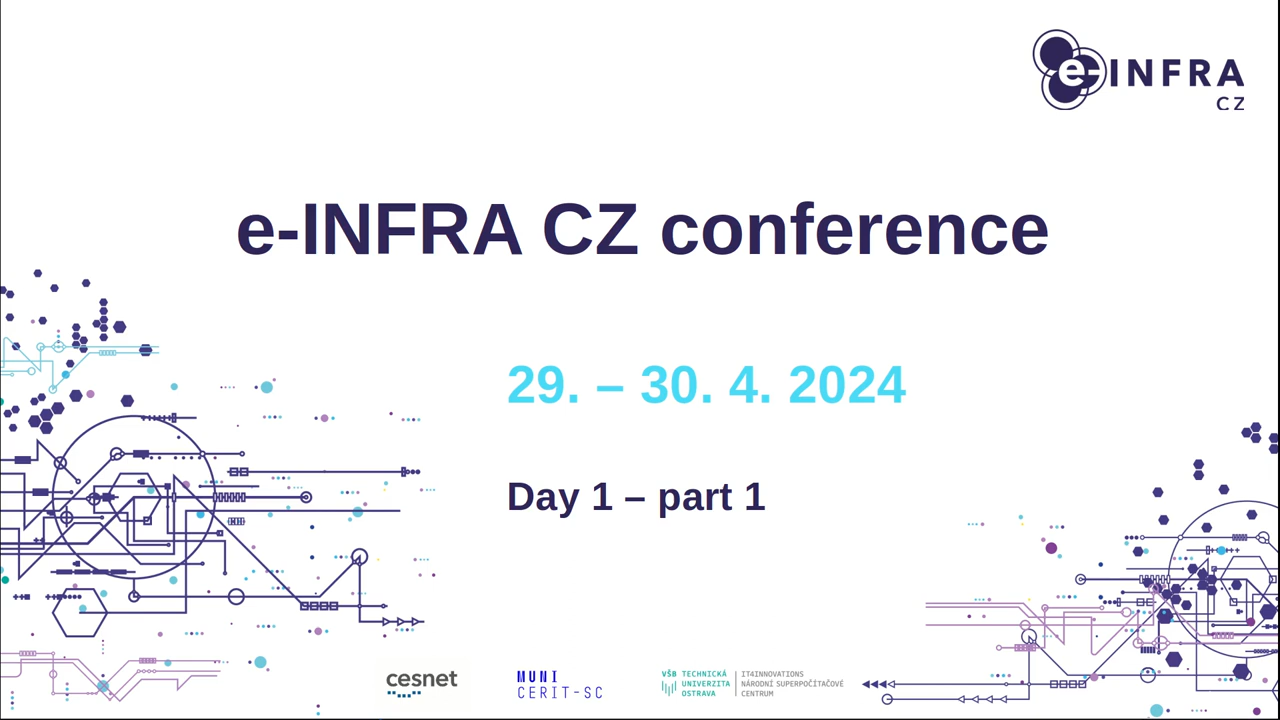 e-INFRA
CZ
e-INFRA CZ conference
29. – 30. 4. 2024
Day 1 – part 1
cesnet
MUNI
CERIT-SC
VŠB TECHNICKÁ
UNIVERZITA
OSTRAVA
IT4INNOVATIONS
NÁRODNÍ SUPERPOČÍTAČOVÉ
CENTRUM